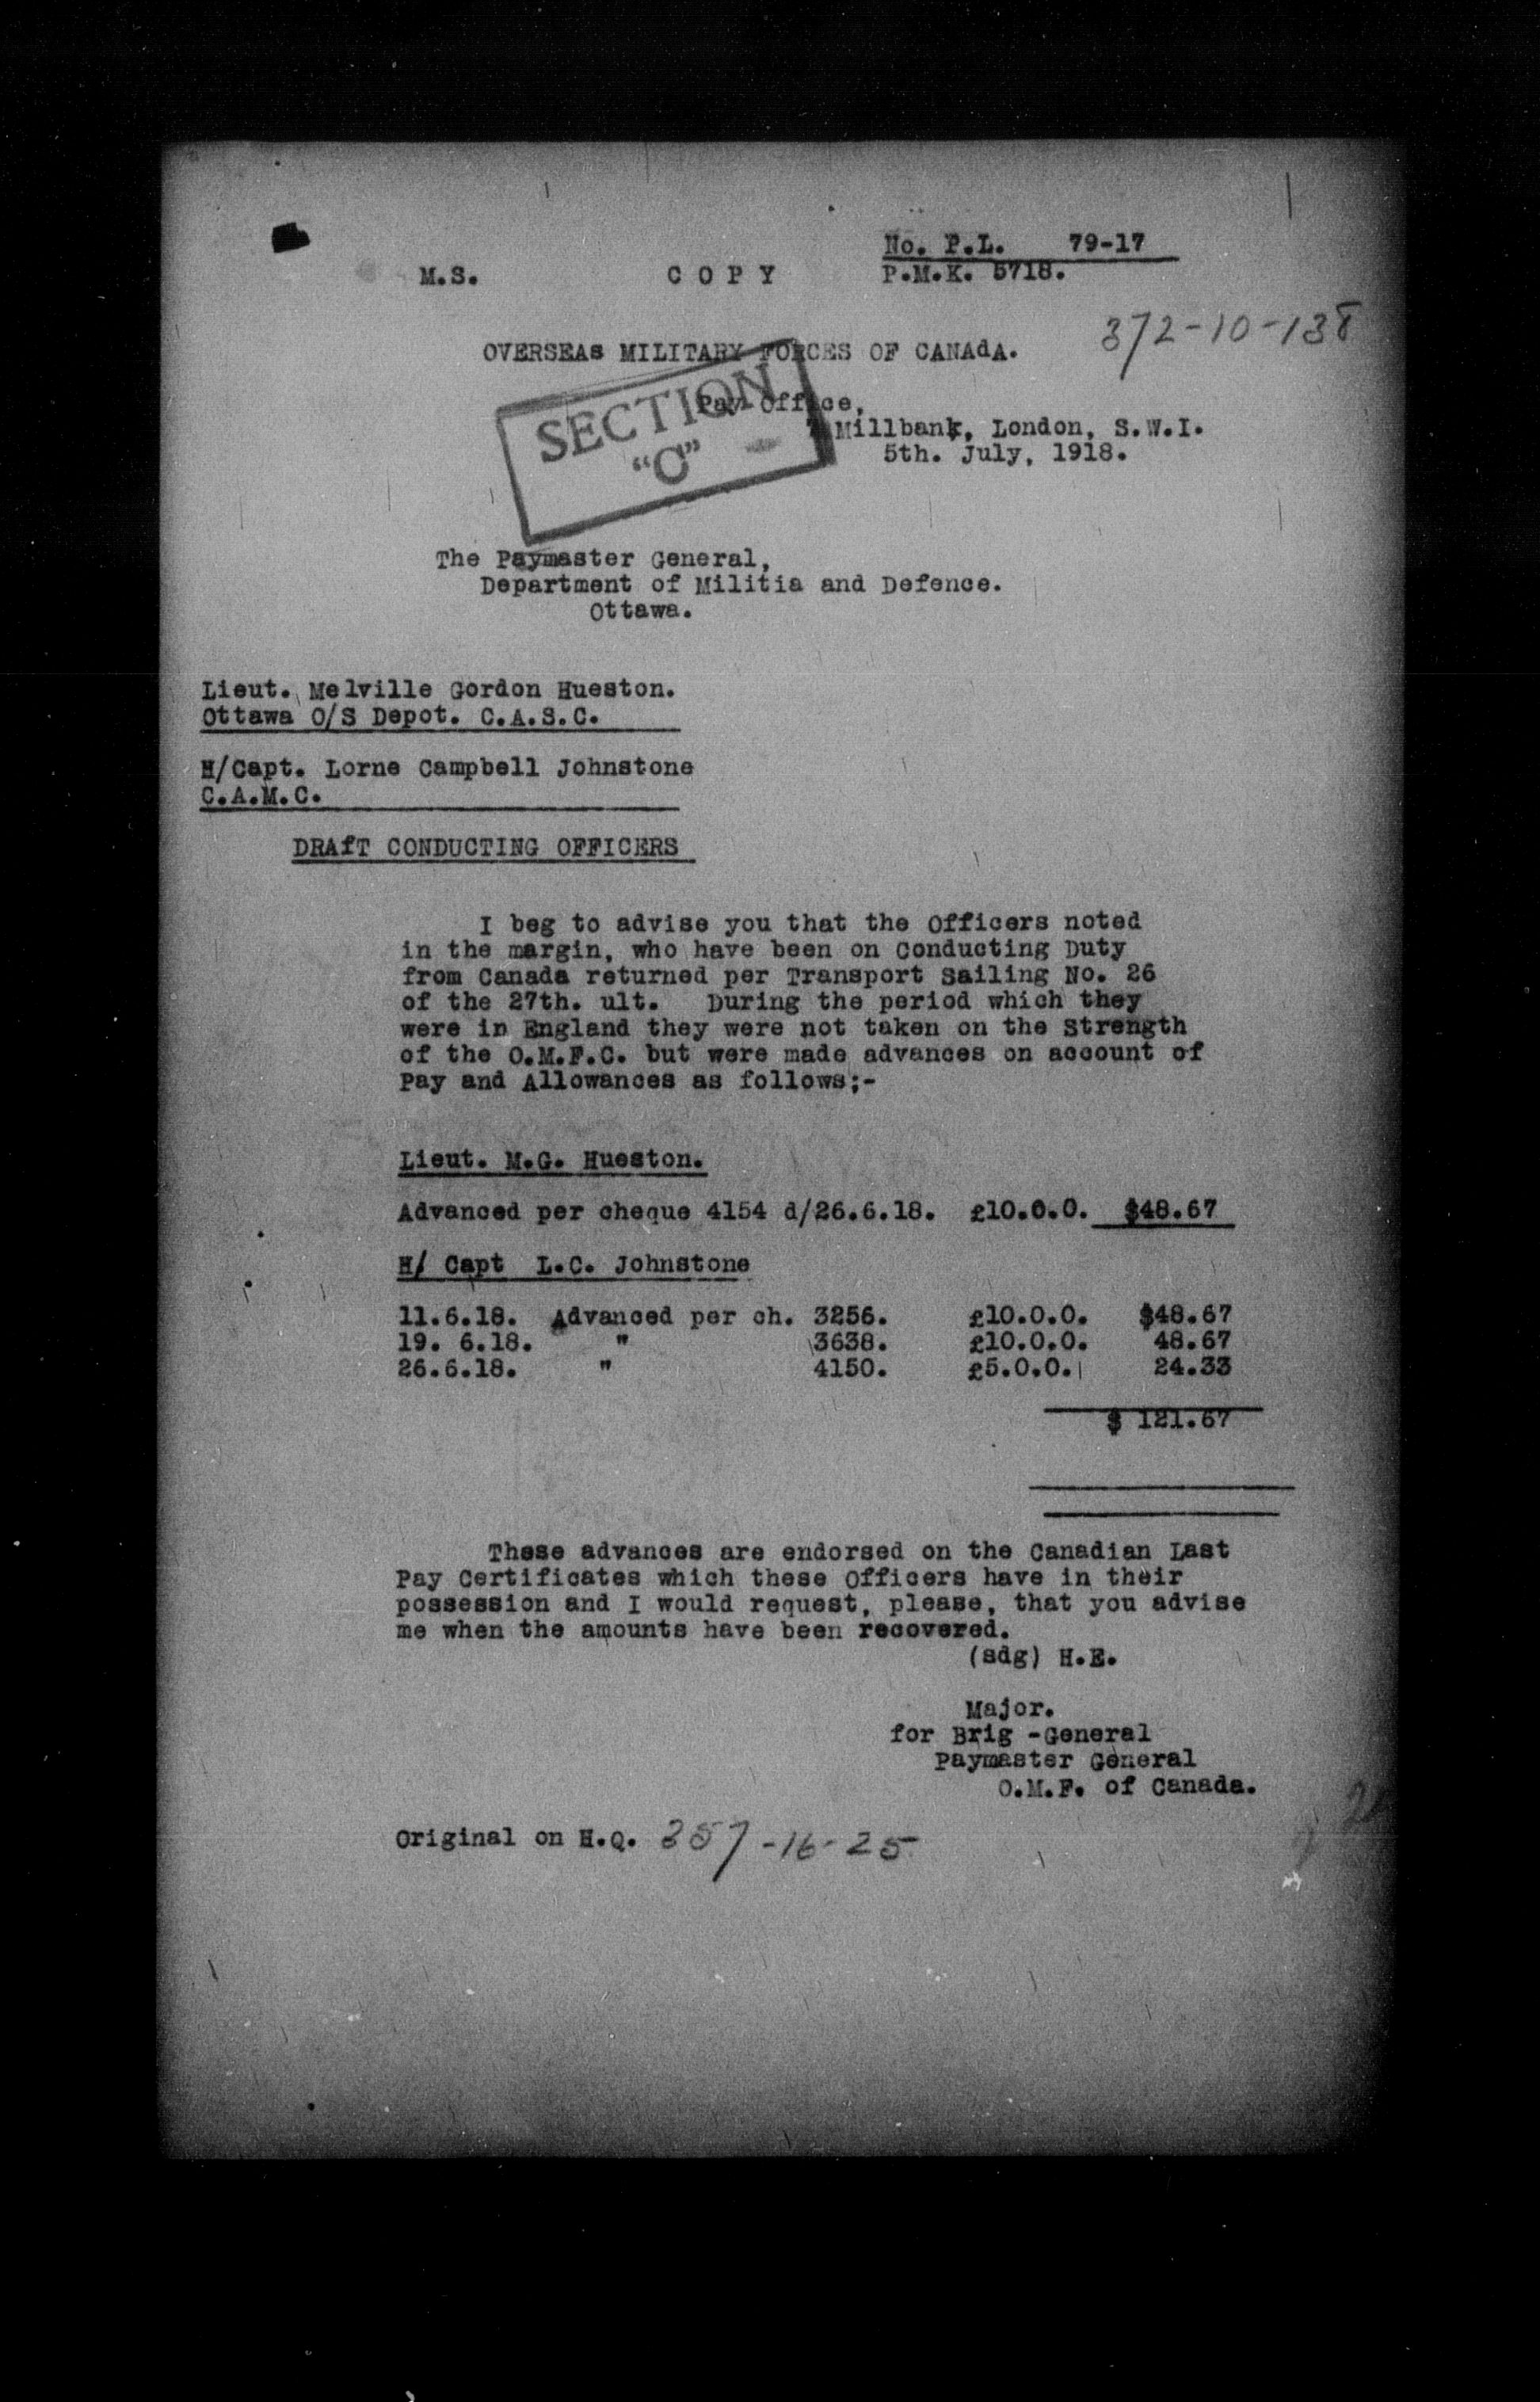 No. P.L. 79-17
M.S. COPY P.M.K. 5718.
372-10-138
OVERSEAs MILITARY FORCES OF CANAdA.
SECTION
"C"
Pay Office,
7 Millbank, London, S.W.I.
5th. July, 1918.
The Paymaster General,
Department of Militia and Defence.
Ottawa.
Lieut. Melville Gordon Hueston.
Ottawa O/S Depot. C.A.S.C.
H/Capt. Lorne Campbell Johnstone
C.A.M.C.
DRAfT CONDUCTING OFFICERS
I beg to advise you that the Officers noted
in the margin, who have been on Conducting Duty
from Canada returned per Transport Sailing No. 26
of the 27th. ult. During the period which they
were in England they were not taken on the Strength
of the O.M.F.C. but were made advances on account of
Pay and Allowances as follows;-
Lieut. M.G. Hueston.
Advanced per cheque 4154 d/26.6.18. £10.0.0. $48.67
H/ Capt L.C. Johnstone
11.6.18. Advanced per ch. 3256. £10.0.0. $48.67
19. 6.18. " 3638. £10.0.0. 48.67
26.6.18. " 4150. £5.0.0. 24.33
$ 121.67
These advances are endorsed on the Canadian Last
Pay Certificates which these Officers have in their
possession and I would request, please, that you advise
me when the amounts have been recovered.
(sdg) H.E.
Major.
for Brig -General
Paymaster General
O.M.F. of Canada.
Original on H.Q. 357-16-25